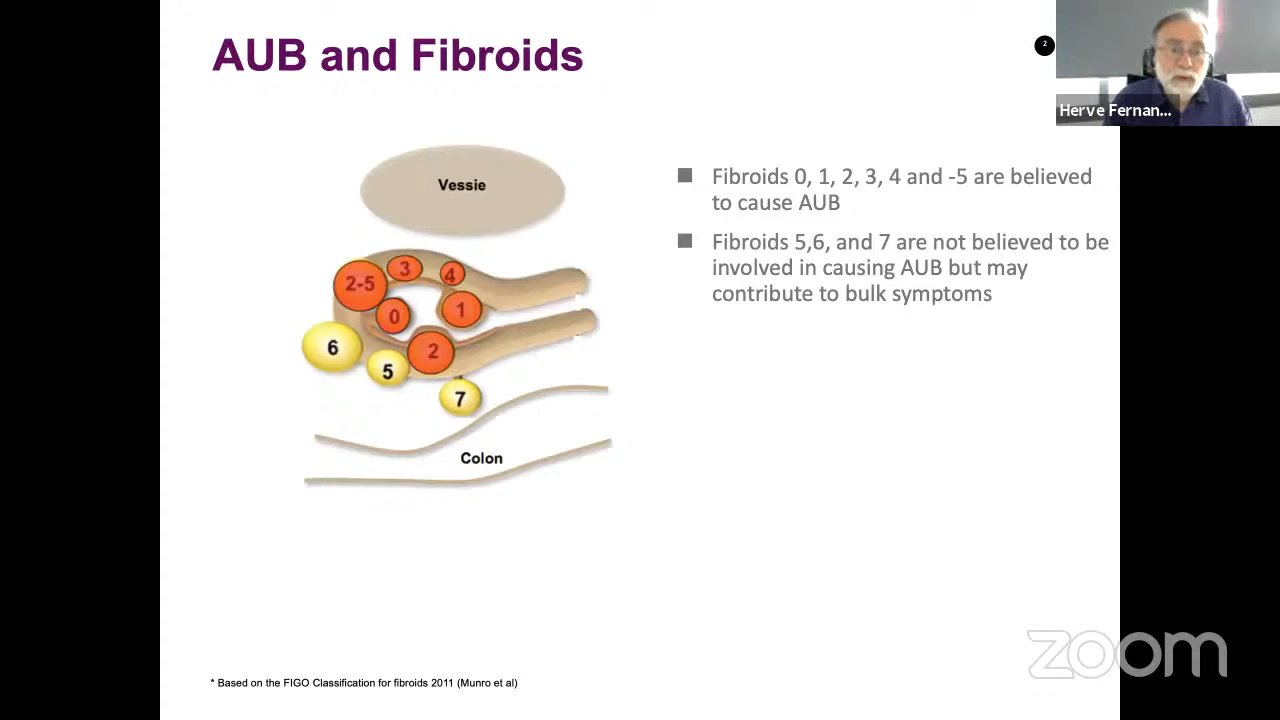 AUB and Fibroids
2
Herve Fernan...
Vessie
3
4
2-5
0
1
2
6
5
7
Colon
Fibroids 0, 1, 2, 3, 4 and -5 are believed
to cause AUB
Fibroids 5,6, and 7 are not believed to be
involved in causing AUB but may
contribute to bulk symptoms
* Based on the FIGO Classification for fibroids 2011 (Munro et al)
zoom